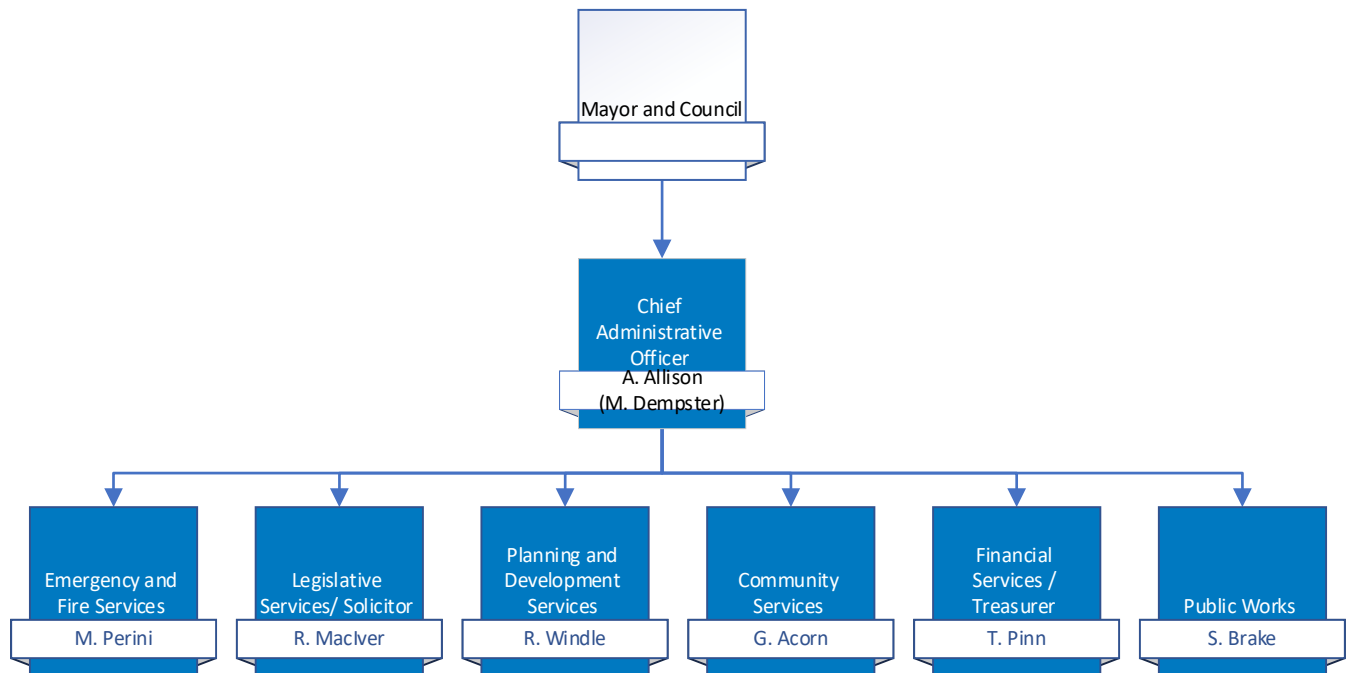 Mayor and Council
Chief
Administrative
Officer
A. Allison
(M. Dempster)
Emergency and
Fire Services
M. Perini
Legislative
Services/ Solicitor
R. MacIver
Planning and
Development
Services
R. Windle
Community
Services
G. Acorn
Financial
Services /
Treasurer
T. Pinn
Public Works
S. Brake